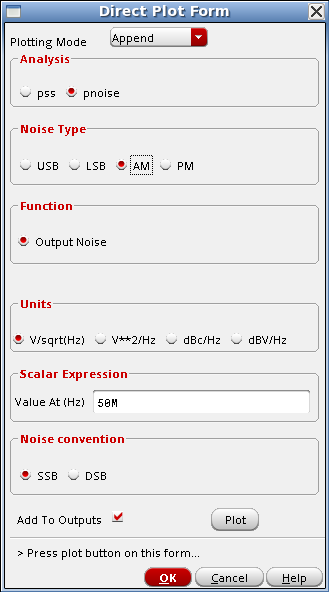 Direct Plot Form
Plotting Mode Append
Analysis
pss pnoise
Noise Type
USB LSB AM PM
Function
Output Noise
Units
V/sqrt(Hz) V**2/Hz dBc/Hz dBV/Hz
Scalar Expression
Value At (Hz) 50M
Noise convention
SSB DSB
Add To Outputs Plot
> Press plot button on this form...
OK Cancel Help